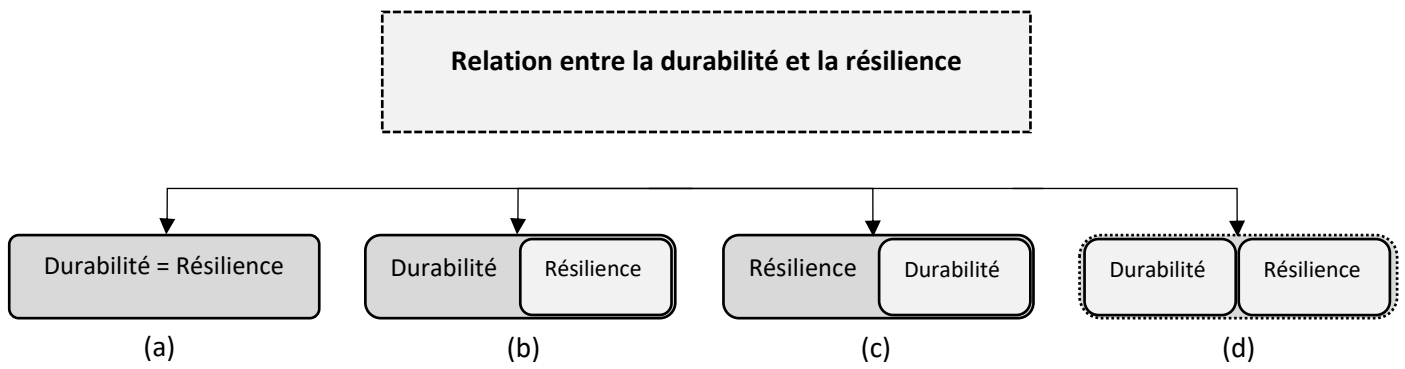 Relation entre la durabilité et la résilience
Durabilité = Résilience
Durabilité
Résilience
Résilience
Durabilité
Durabilité
Résilience
(a)
(b)
(c)
(d)